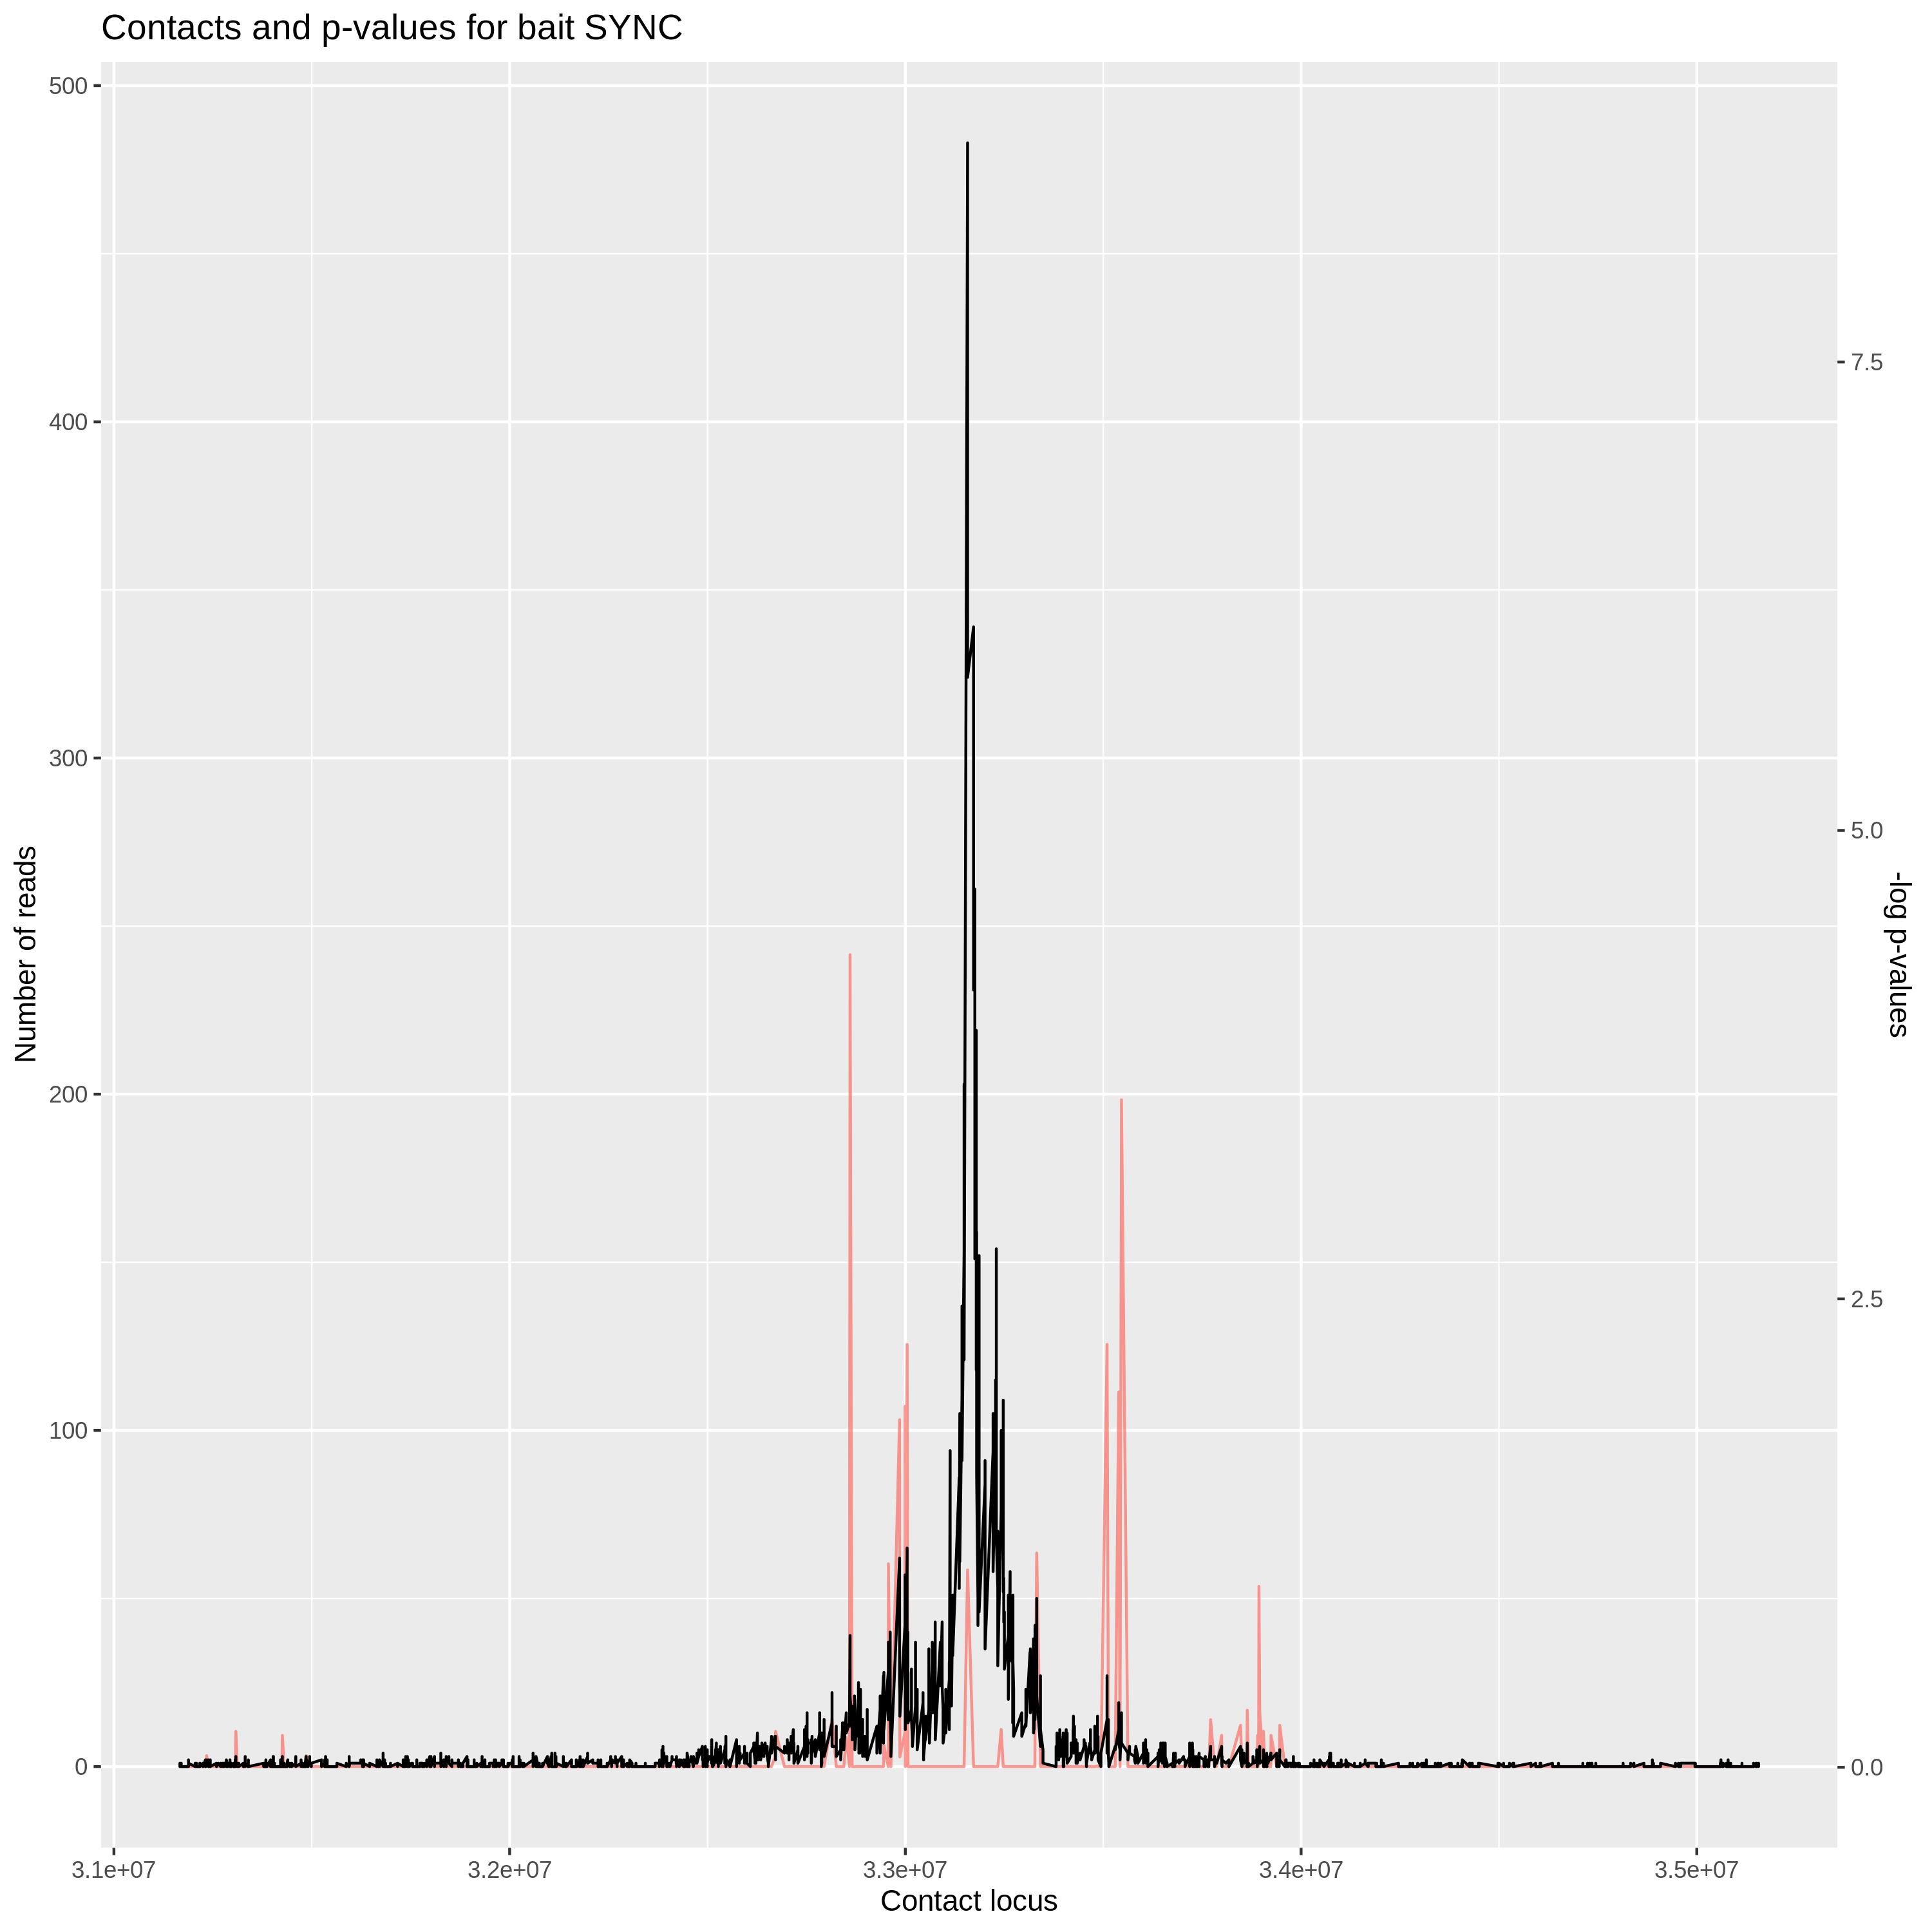 Contacts and p-values for bait SYNC
500
400
300
200
100
0
Number of reads
7.5
5.0
2.5
0.0
-log p-values
3.1e+07
3.2e+07
3.3e+07
3.4e+07
3.5e+07
Contact locus